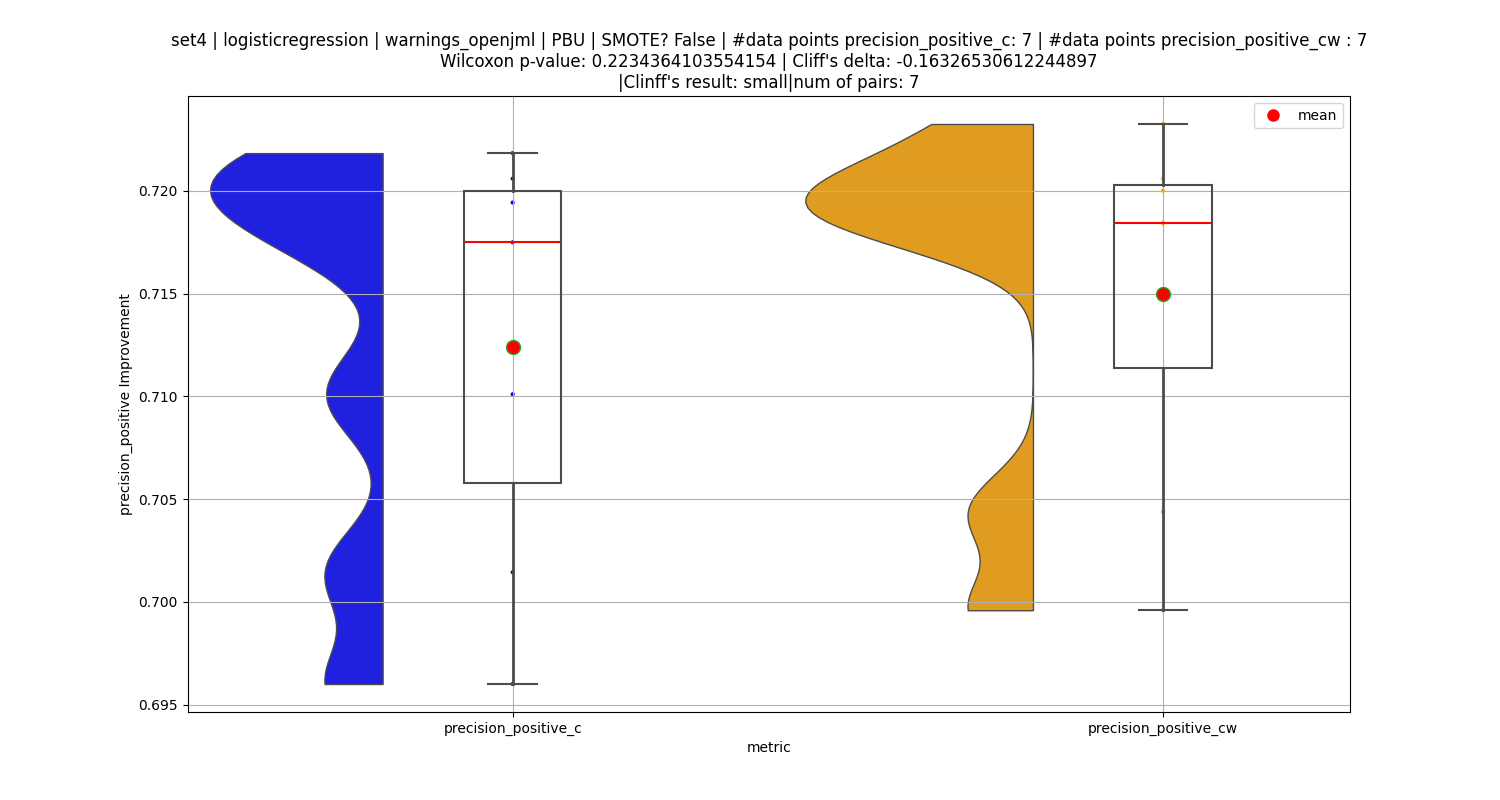 set4 | logisticregression | warnings_openjml | PBU | SMOTE? False | #data points precision_positive_c: 7 | #data points precision_positive_cw : 7
Wilcoxon p-value: 0.2234364103554154 | Cliff's delta: -0.16326530612244897
|Clinff's result: small|num of pairs: 7
mean
0.720
0.715
0.710
0.705
0.700
0.695
precision_positive Improvement
precision_positive_c
precision_positive_cw
metric